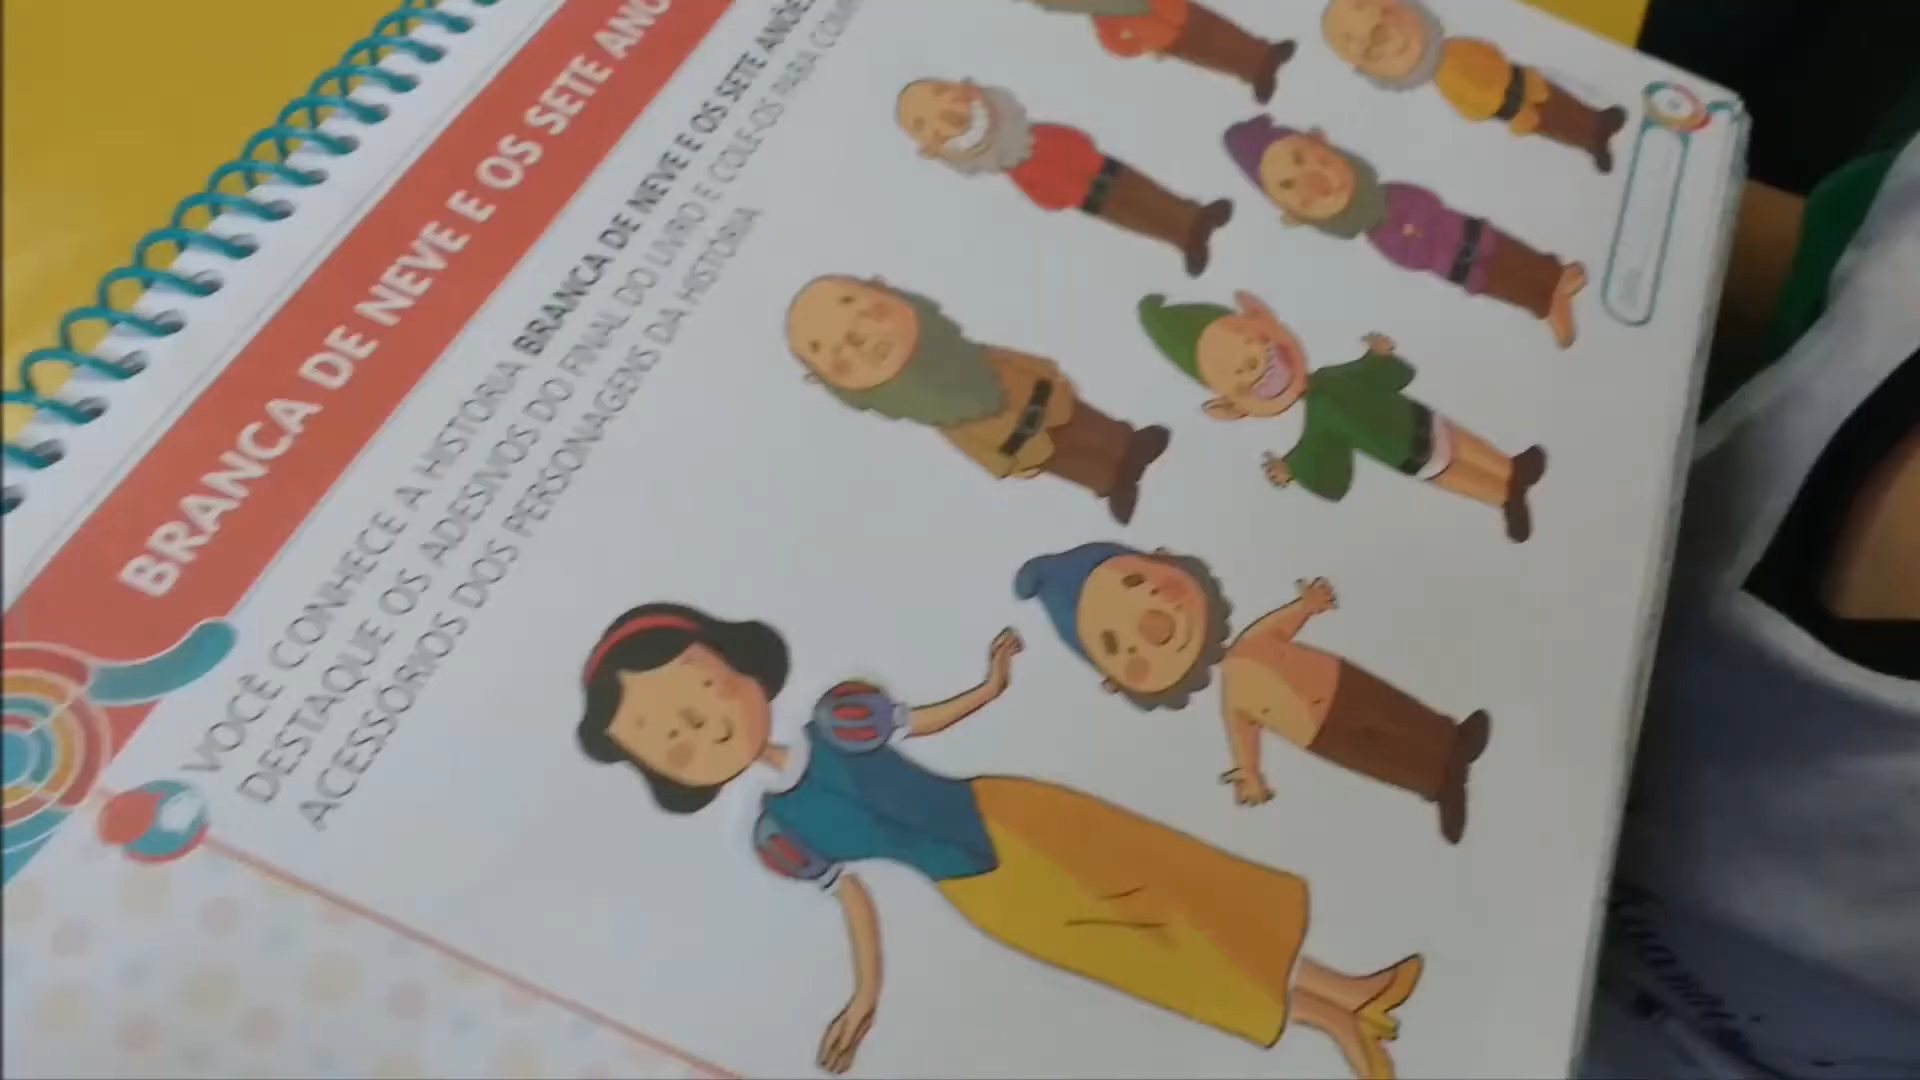 BRANCA DE NEVE E OS SETE
VOCÊ CONHECE A HISTÓRIA BRANCA DE NEVE E OS SETE ANÕES
DESTAQUE OS ADESIVOS DO FINAL DO LIVRO E COLE-OS PARA
ACESSÓRIOS DOS PERSONAGENS DA HISTÓRIA